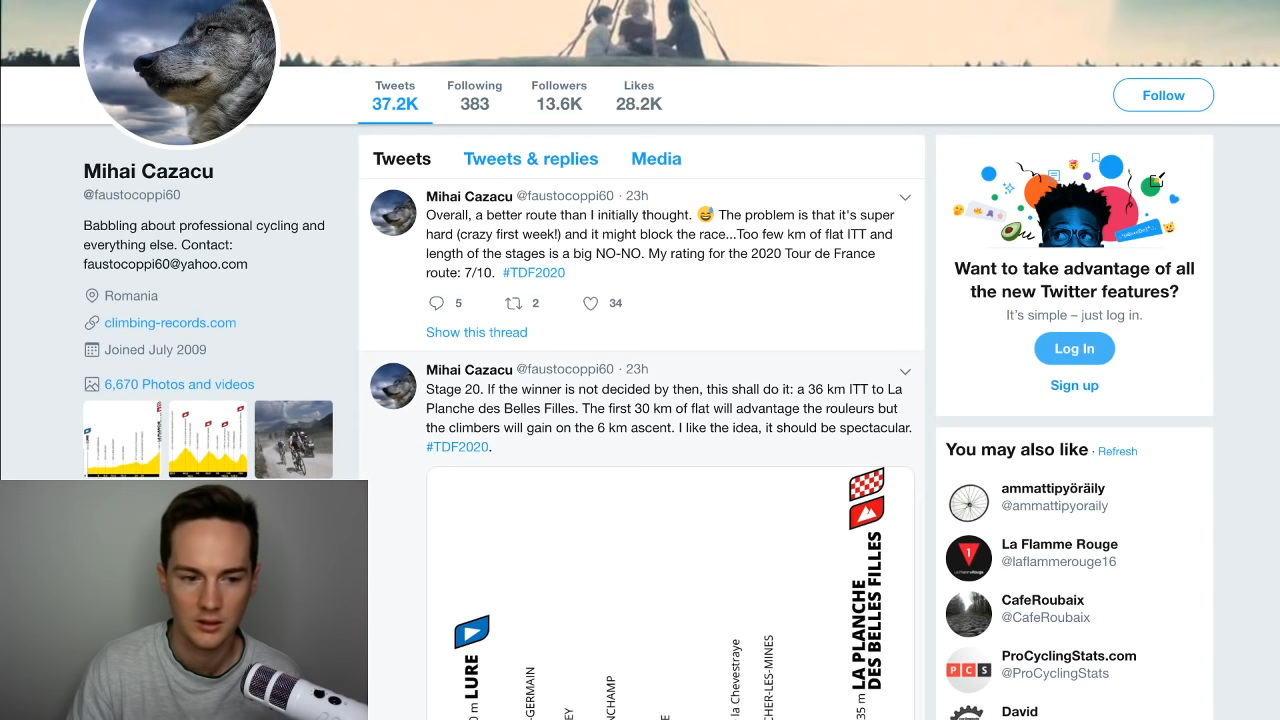 Tweets
37.2K
Following
383
Followers
13.6K
Likes
28.2K
Follow
Mihai Cazacu
@faustocoppi60
Babbling about professional cycling and
everything else. Contact:
faustocoppi60@yahoo.com
Romania
climbing-records.com
Joined July 2009
6,670 Photos and videos
Tweets
Tweets & replies
Media
Mihai Cazacu @faustocoppi60 · 23h
Overall, a better route than I initially thought. 😅 The problem is that it's super
hard (crazy first week!) and it might block the race...Too few km of flat ITT and
length of the stages is a big NO-NO. My rating for the 2020 Tour de France
route: 7/10. #TDF2020
5
2
34
Show this thread
Mihai Cazacu @faustocoppi60 · 23h
Stage 20. If the winner is not decided by then, this shall do it: a 36 km ITT to La
Planche des Belles Filles. The first 30 km of flat will advantage the rouleurs but
the climbers will gain on the 6 km ascent. I like the idea, it should be spectacular.
#TDF2020.
LURE
-GERMAIN
la Chevestraye
LA PLANCHE
DES BELLES FILLES
Want to take advantage of all
the new Twitter features?
It's simple – just log in.
Log In
Sign up
You may also like · Refresh
ammattipyöräily
@ammattipyoraily
La Flamme Rouge
@laflammerouge16
CafeRoubaix
@CafeRoubaix
PCS
ProCyclingStats.com
@ProCyclingStats
David